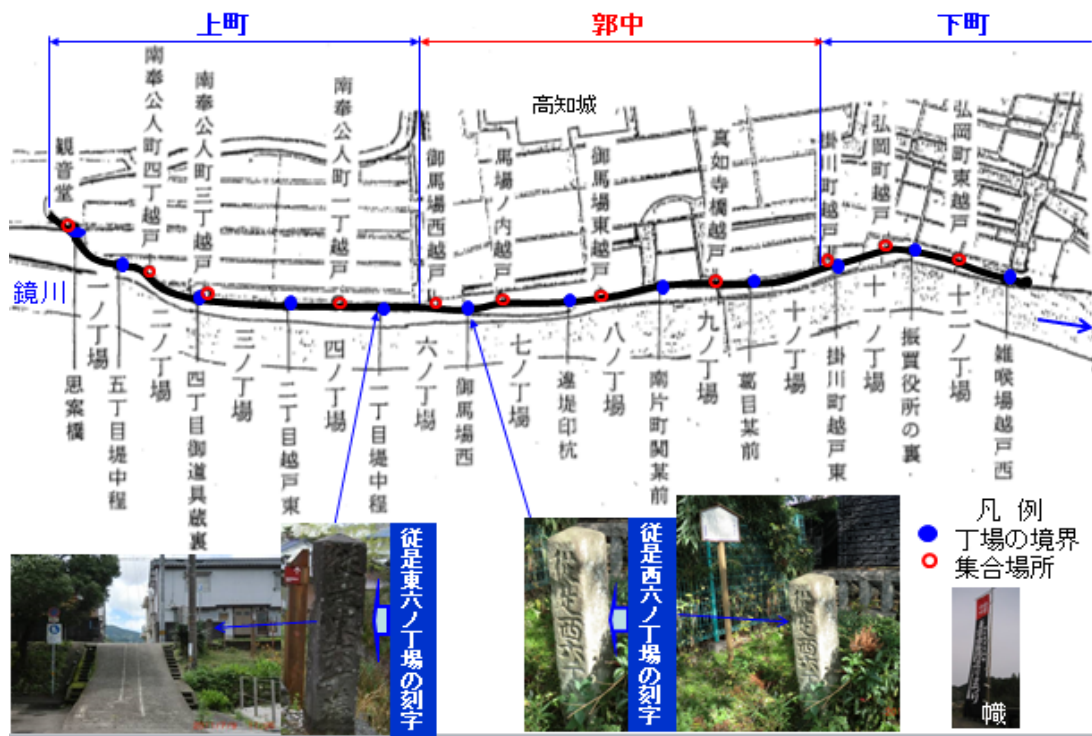 上町
郭中
下町
高知城
観音堂
南奉公人町四丁越戸
南奉公人町三丁越戸
南奉公人町一丁越戸
御馬場西越戸
馬場ノ内越戸
御馬場東越戸
真如寺橋越戸
掛川町越戸
弘岡町越戸
弘岡町東越戸
鏡川
一ノ丁場
二ノ丁場
三ノ丁場
四ノ丁場
六ノ丁場
七ノ丁場
八ノ丁場
九ノ丁場
十ノ丁場
十一ノ丁場
十二ノ丁場
思案橋
五丁目堤中程
四丁目御道具蔵裏
二丁目越戸東
丁目堤中程
御馬場西
違堤印杭
南片町関某前
葛目某前
掛川町越戸東
振買役所の裏
雑喉場越戸西
凡 例
丁場の境界
集合場所
従是東六ノ丁場の刻字
従是西六ノ丁場の刻字
幟